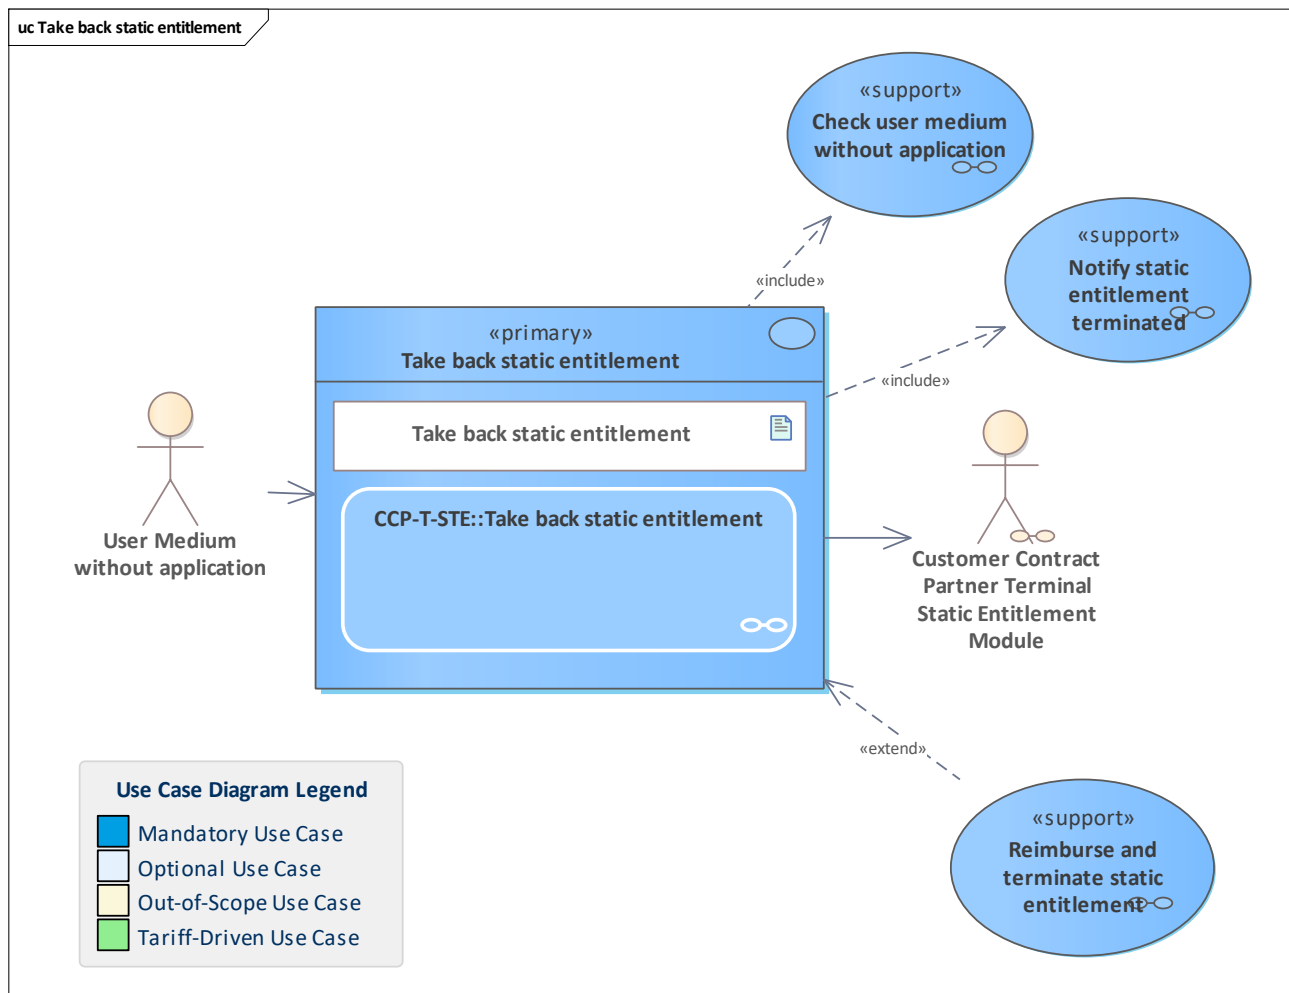 uc Take back static entitlement
«support»
Check user medium
without application
«support»
Notify static
entitlement
terminated
«include»
«include»
«primary»
Take back static entitlement
Take back static entitlement
CCP-T-STE::Take back static entitlement
User Medium
without application
Customer Contract
Partner Terminal
Static Entitlement
Module
«extend»
«support»
Reimburse and
terminate static
entitlement
Use Case Diagram Legend
Mandatory Use Case
Optional Use Case
Out-of-Scope Use Case
Tariff-Driven Use Case